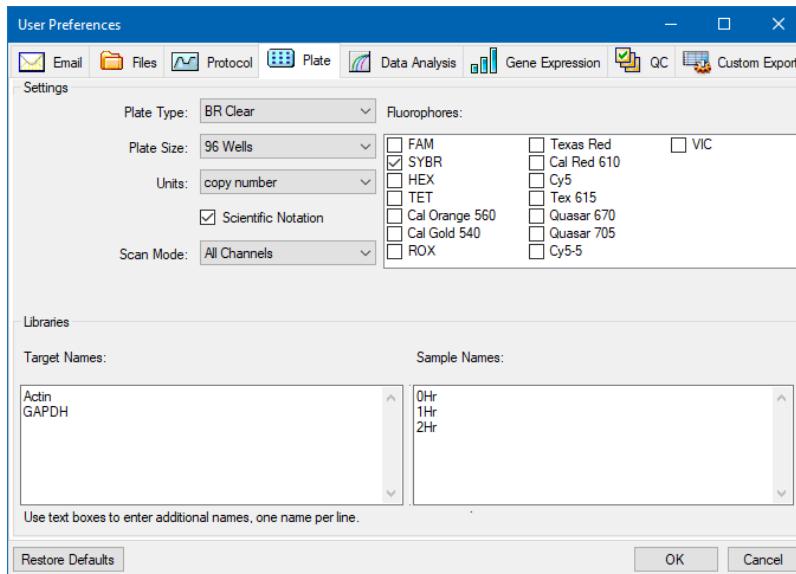 User Preferences
Email Files Protocol Plate Data Analysis Gene Expression QC Custom Export
Settings
Plate Type: BR Clear
Plate Size: 96 Wells
Units: copy number
Scientific Notation
Scan Mode: All Channels
Fluorophores:
FAM Texas Red VIC
SYBR Cal Red 610
HEX Cy5
TET Tex 615
Cal Orange 560 Quasar 670
Cal Gold 540 Quasar 705
ROX Cy5-5
Libraries
Target Names:
Actin
GAPDH
Sample Names:
0Hr
1Hr
2Hr
Use text boxes to enter additional names, one name per line.
Restore Defaults OK Cancel